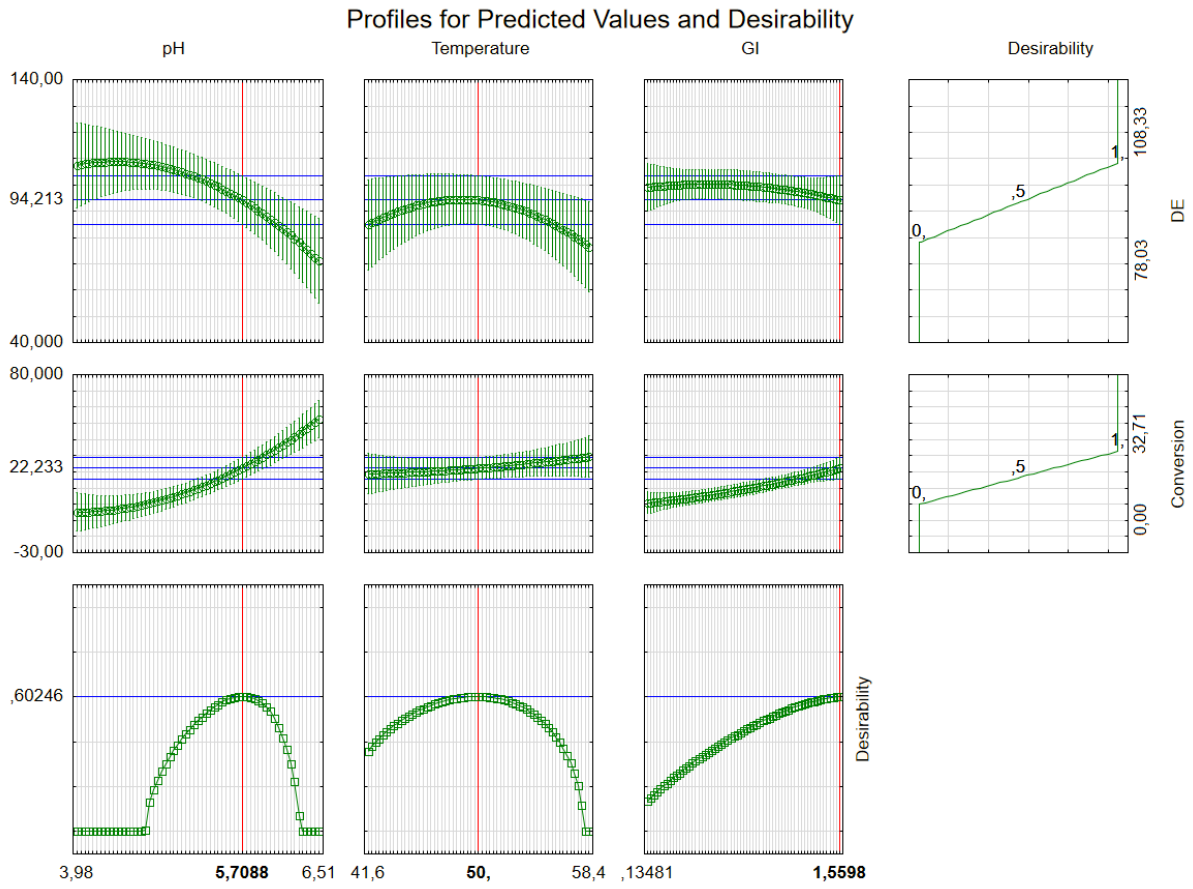 Profiles for Predicted Values and Desirability
pH Temperature GI Desirability
140,00
94,213
40,000
1,
,5
0,
108,33
78,03
DE
80,000
22,233
-30,00
1,
,5
0,
32,71
0,00
Conversion
,60246
Desirability
3,98 5,7088 6,51 41,6 50, 58,4 ,13481 1,5598